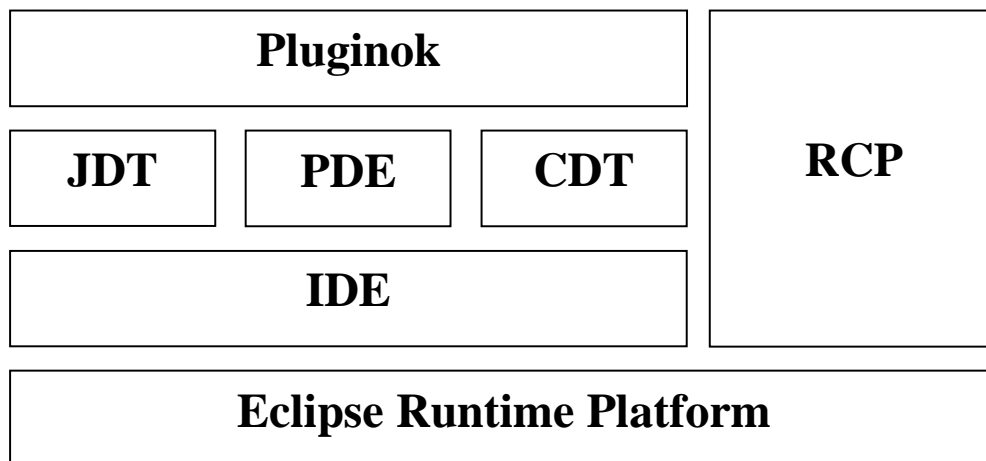 Pluginok
JDT
PDE
CDT
RCP
IDE
Eclipse Runtime Platform